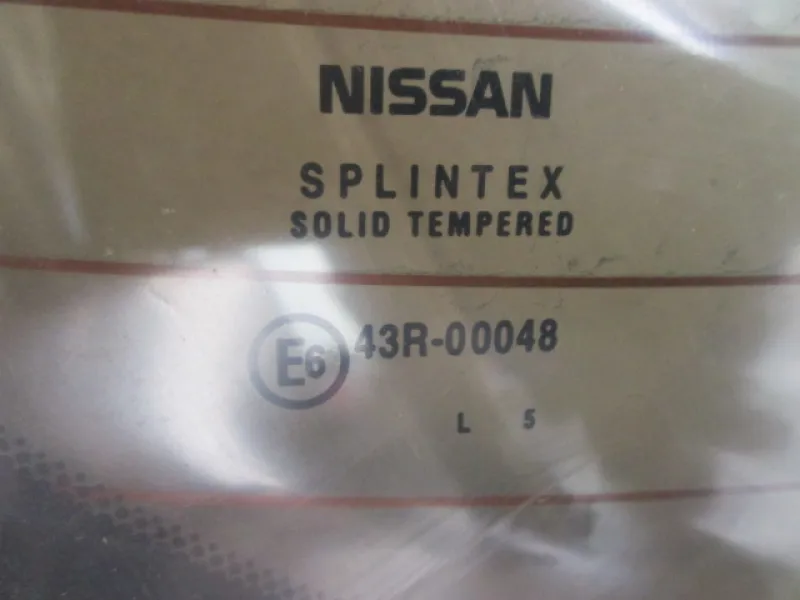 NISSAN
SPLINTEX
SOLID TEMPERED
E6 43R-00048
L 5